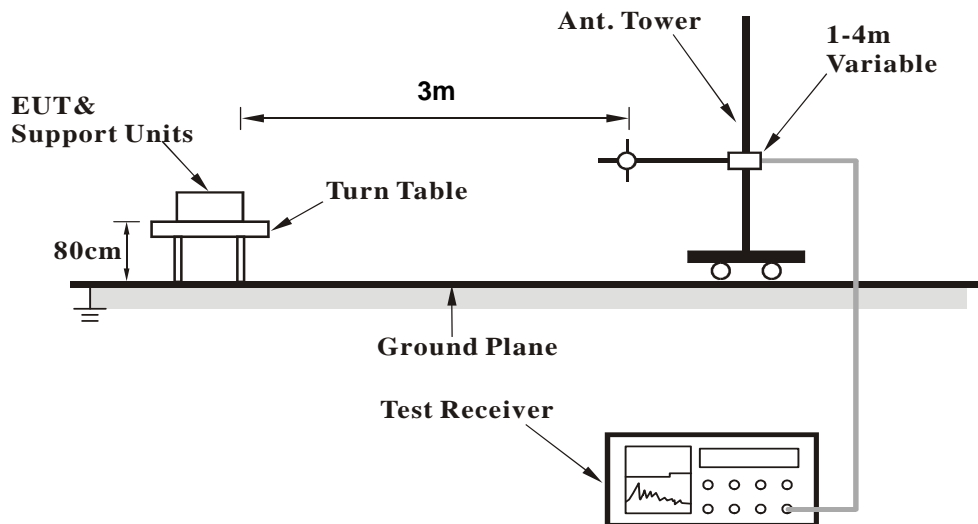 Ant. Tower
1-4m
Variable
3m
EUT&
Support Units
Turn Table
80cm
Ground Plane
Test Receiver